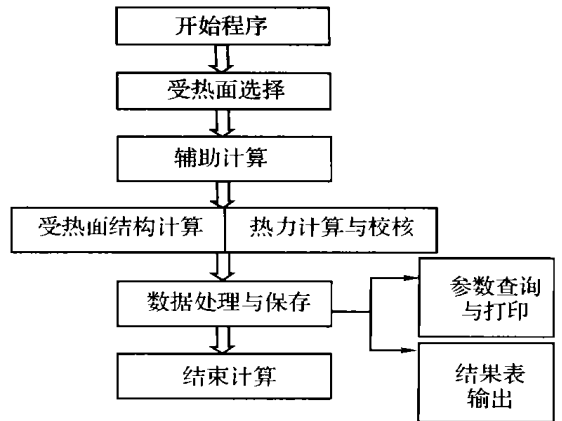 开始程序
受热面选择
辅助计算
受热面结构计算
热力计算与校核
数据处理与保存
参数查询
与打印
结束计算
结果表
输出